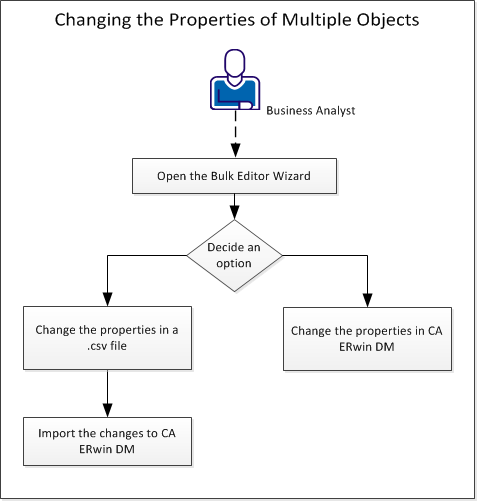 Changing the Properties of Multiple Objects
Business Analyst
Open the Bulk Editor Wizard
Decide an
option
Change the properties in a
.csv file
Change the properties in CA
ERwin DM
Import the changes to CA
ERwin DM